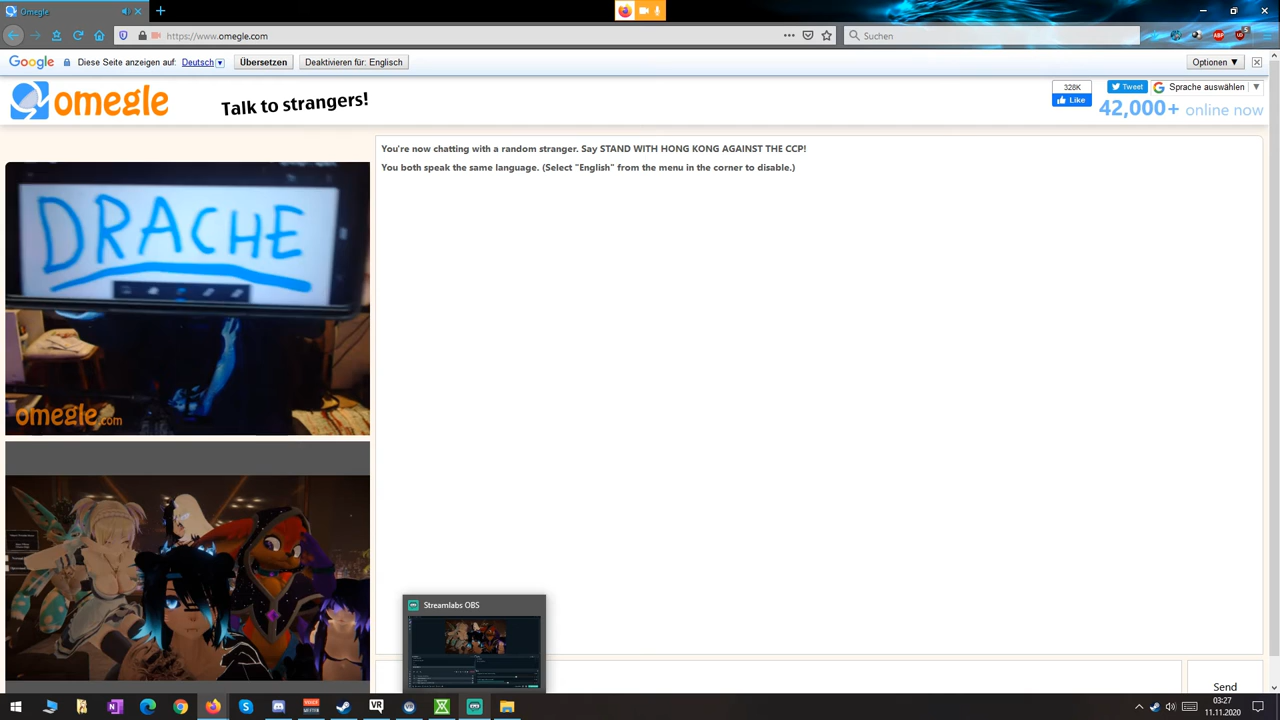 Omegle
https://www.omegle.com
Suchen
Google
Diese Seite anzeigen auf: Deutsch
Übersetzen
Deaktivieren für: Englisch
Optionen ▼
omegle
Talk to strangers!
328K
Like
Tweet
Sprache auswählen
42,000+ online now
You're now chatting with a random stranger. Say STAND WITH HONG KONG AGAINST THE CCP!
You both speak the same language. (Select "English" from the menu in the corner to disable.)
DRACHE
omegle.com
Streamlabs OBS
Send
03:27
11.11.2020